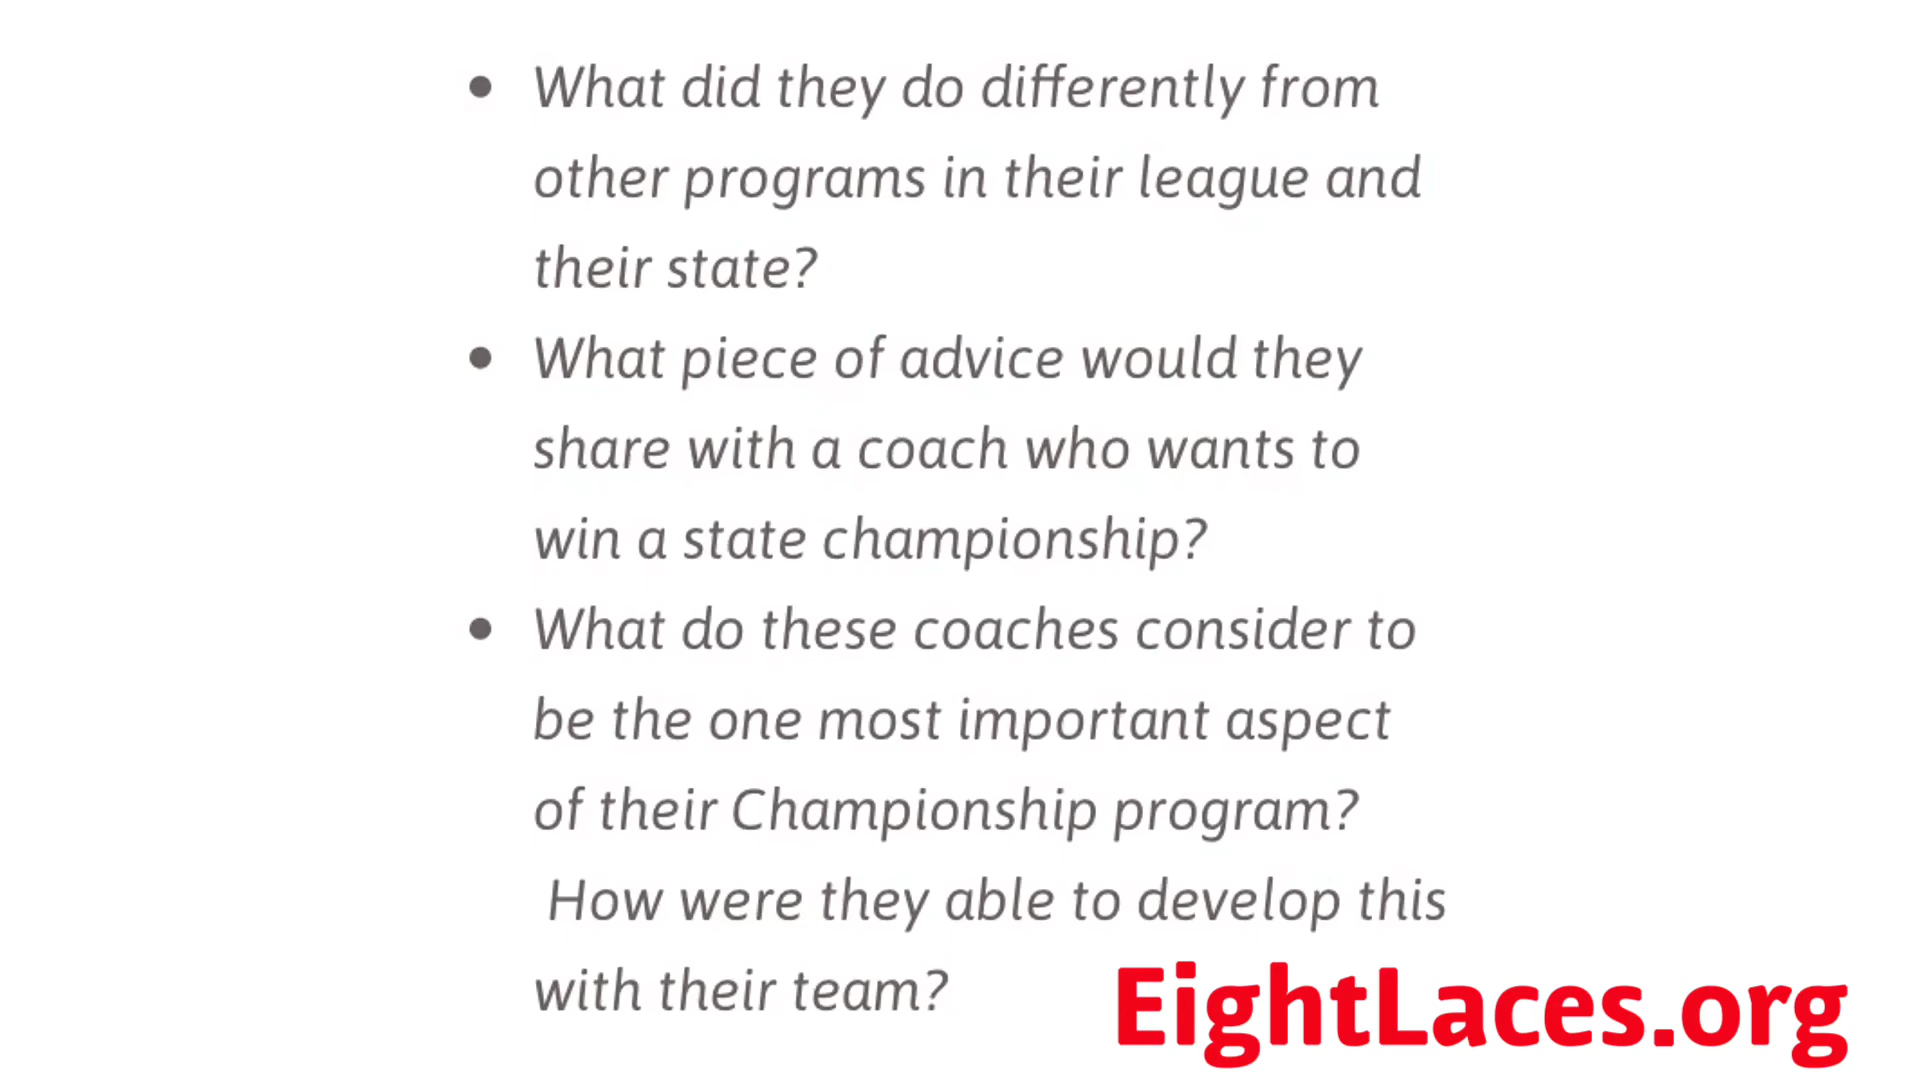 • What did they do differently from
other programs in their league and
their state?
• What piece of advice would they
share with a coach who wants to
win a state championship?
• What do these coaches consider to
be the one most important aspect
of their Championship program?
How were they able to develop this
with their team?
EightLaces.org